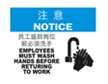 注意
NOTICE
员工返回岗位
前必须洗手
EMPLOYEES
MUST WASH
HANDS BEFORE
RETURNING
TO WORK